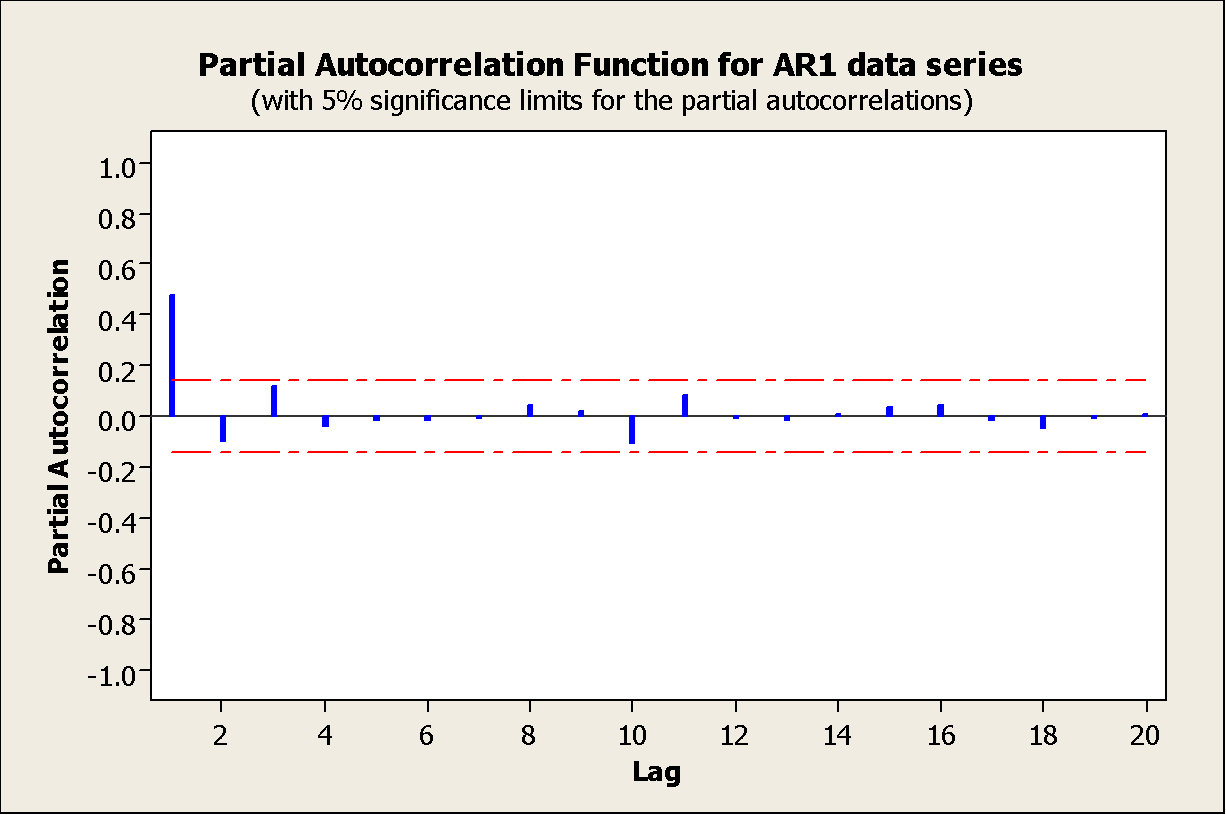 Partial Autocorrelation Function for AR1 data series
(with 5% significance limits for the partial autocorrelations)
1.0
0.8
0.6
0.4
0.2
0.0
-0.2
-0.4
-0.6
-0.8
-1.0
Partial Autocorrelation
2 4 6 8 10 12 14 16 18 20
Lag